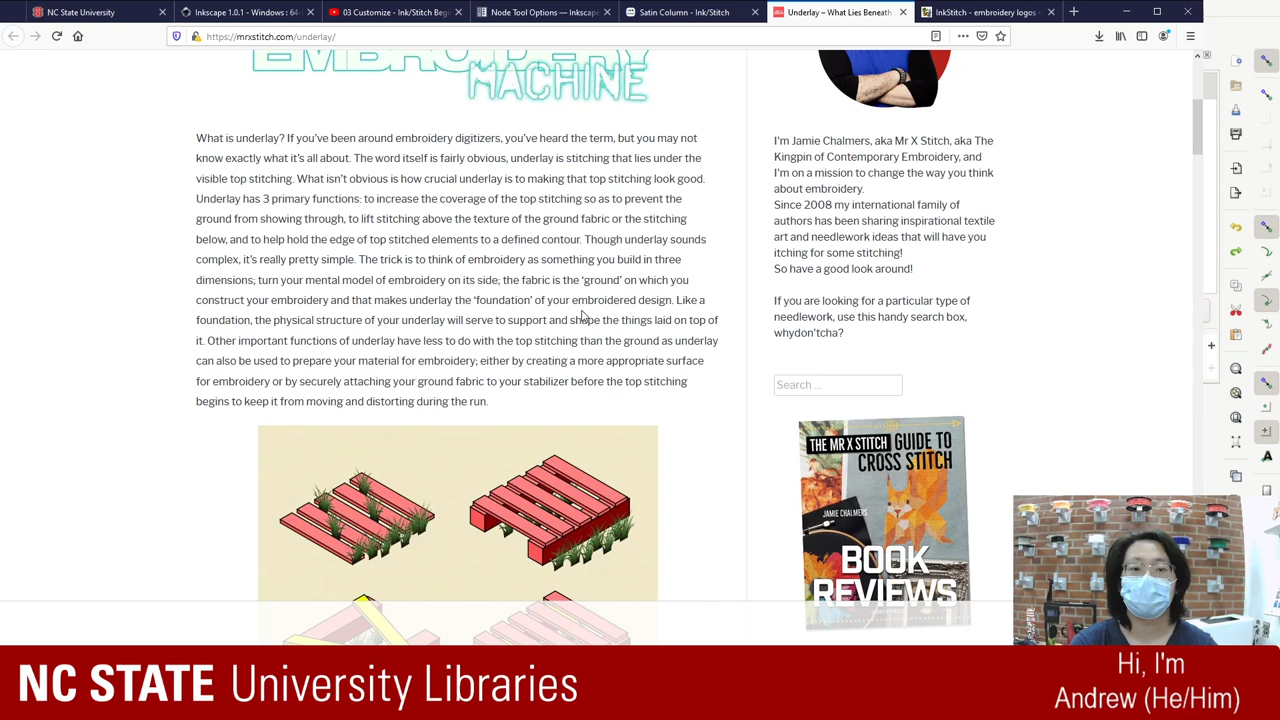 NC State University
Inkscape 1.0.1 - Windows : 64-
03 Customize - Ink/Stitch Begi
Node Tool Options — Inkscape
Satin Column - Ink/Stitch
Underlay – What Lies Beneath
InkStitch - embroidery logos -
https://mrxstitch.com/underlay/
EMBROIDERY
MACHINE
What is underlay? If you’ve been around embroidery digitizers, you’ve heard the term, but you may not
know exactly what it’s all about. The word itself is fairly obvious, underlay is stitching that lies under the
visible top stitching. What isn’t obvious is how crucial underlay is to making that top stitching look good.
Underlay has 3 primary functions: to increase the coverage of the top stitching so as to prevent the
ground from showing through, to lift stitching above the texture of the ground fabric or the stitching
below, and to help hold the edge of top stitched elements to a defined contour. Though underlay sounds
complex, it’s really pretty simple. The trick is to think of embroidery as something you build in three
dimensions; turn your mental model of embroidery on its side; the fabric is the ‘ground’ on which you
construct your embroidery and that makes underlay the ‘foundation’ of your embroidered design. Like a
foundation, the physical structure of your underlay will serve to support and shape the things laid on top of
it. Other important functions of underlay have less to do with the top stitching than the ground as underlay
can also be used to prepare your material for embroidery; either by creating a more appropriate surface
for embroidery or by securely attaching your ground fabric to your stabilizer before the top stitching
begins to keep it from moving and distorting during the run.
I’m Jamie Chalmers, aka Mr X Stitch, aka The
Kingpin of Contemporary Embroidery, and
I’m on a mission to change the way you think
about embroidery.
Since 2008 my international family of
authors has been sharing inspirational textile
art and needlework ideas that will have you
itching for some stitching!
So have a good look around!
If you are looking for a particular type of
needlework, use this handy search box,
whydon’tcha?
Search ...
THE MR X STITCH GUIDE TO
CROSS STITCH
JAMIE CHALMERS
BOOK
REVIEWS
NC STATE University Libraries
Hi, I'm
Andrew (He/Him)